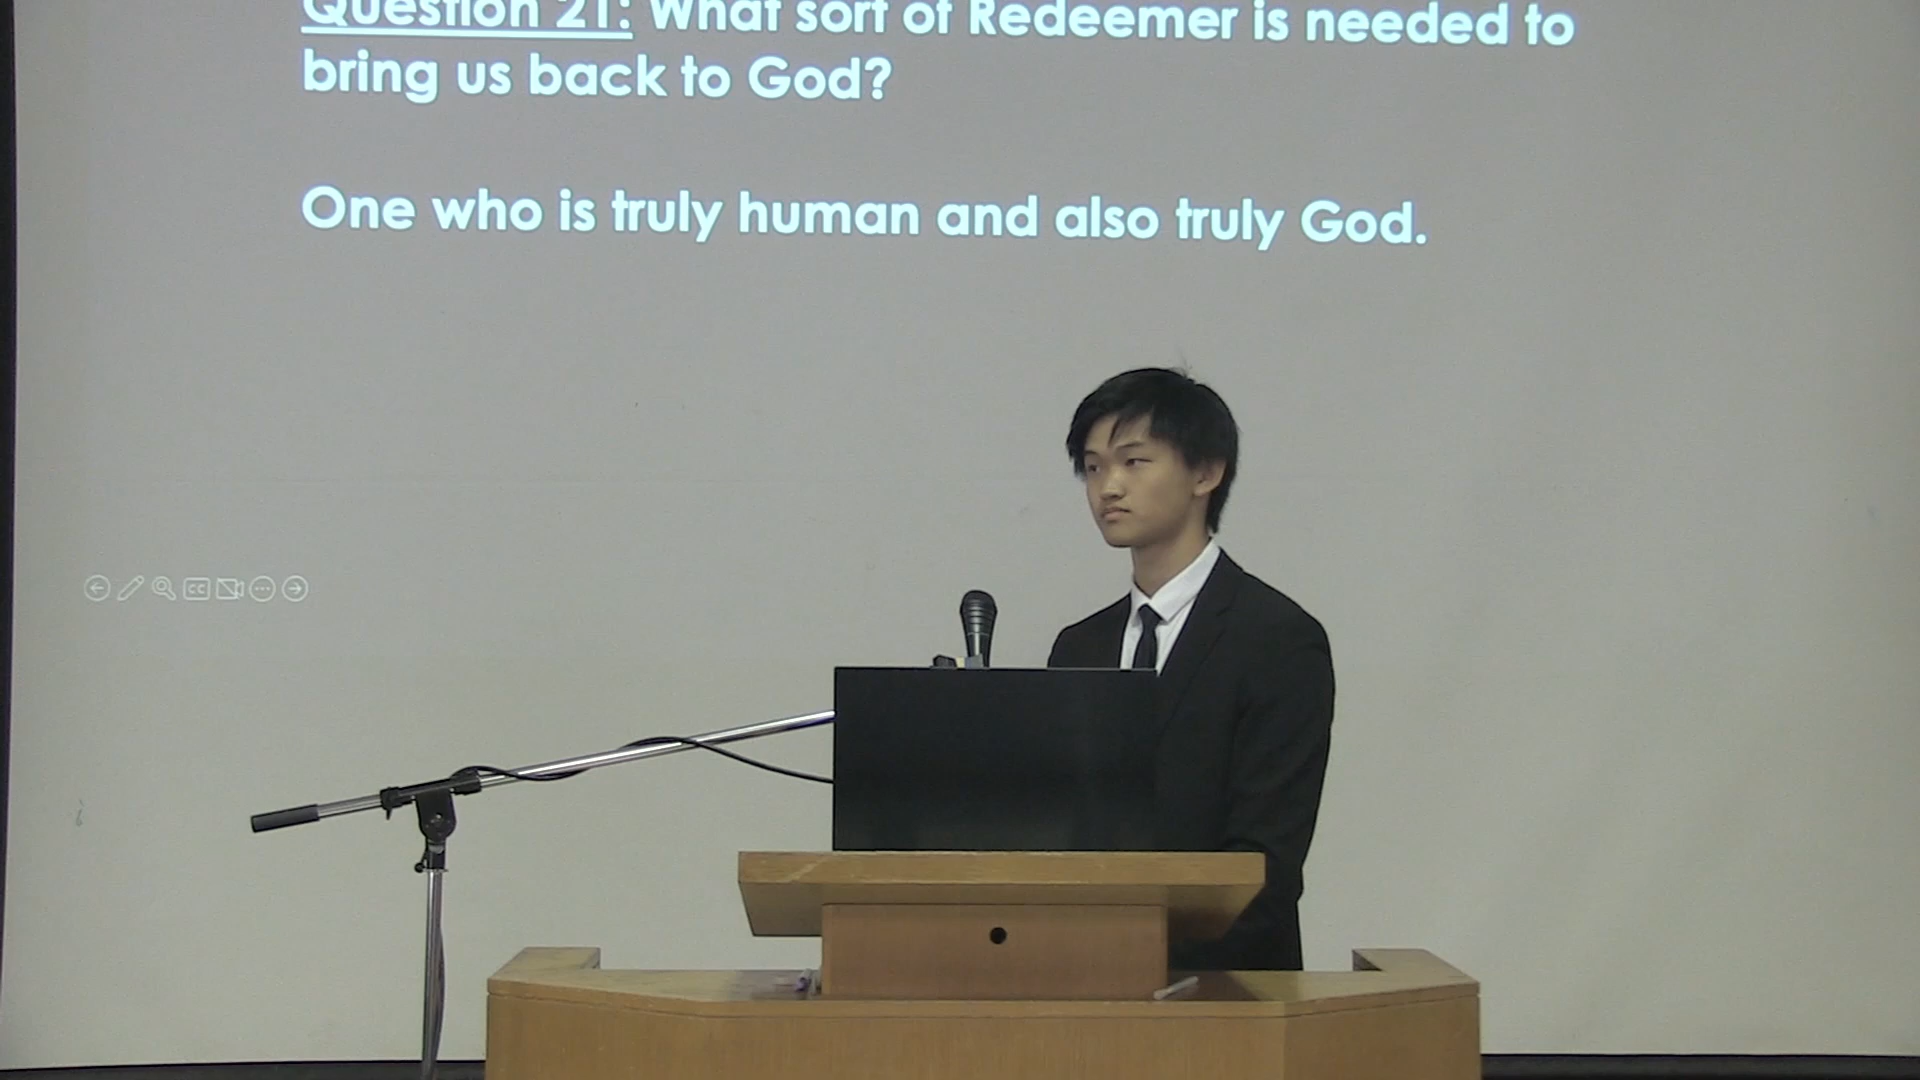 Question 21: What sort of Redeemer is needed to
bring us back to God?
One who is truly human and also truly God.
CC